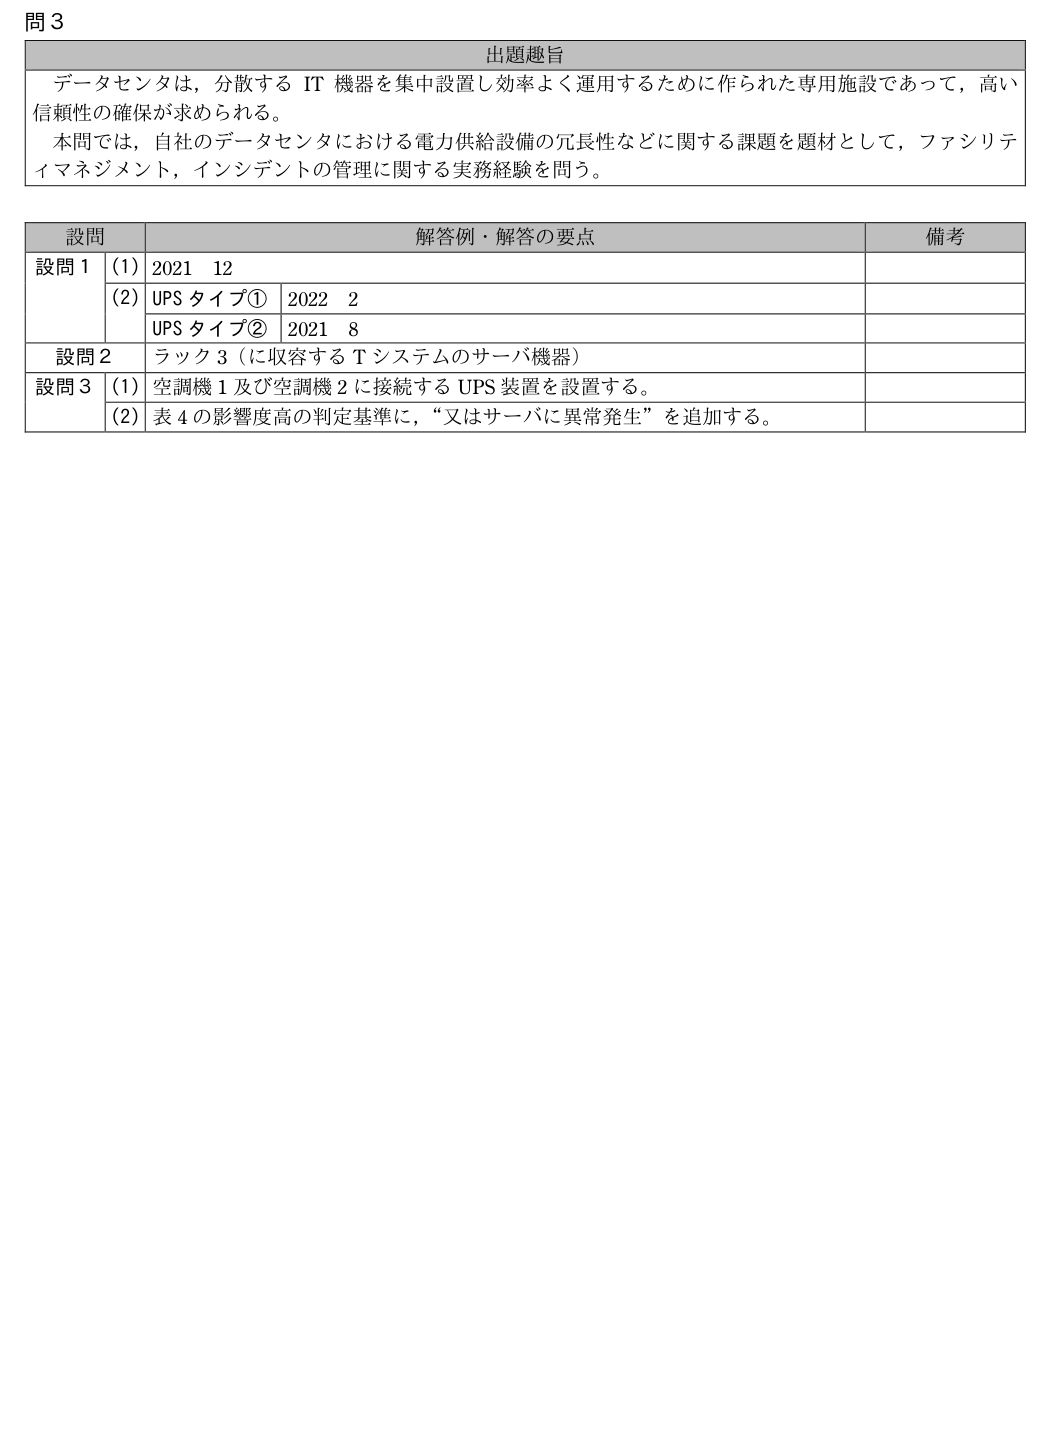 問３
出題趣旨
データセンタは，分散する IT 機器を集中設置し効率よく運用するために作られた専用施設であって，高い
信頼性の確保が求められる。
本問では，自社のデータセンタにおける電力供給設備の冗長性などに関する課題を題材として，ファシリテ
ィマネジメント，インシデントの管理に関する実務経験を問う。
設問 解答例・解答の要点 備考
設問１ (1) 2021　12
(2) UPS タイプ① 2022　2
UPS タイプ② 2021　8
設問２ ラック 3（に収容する T システムのサーバ機器）
設問３ (1) 空調機 1 及び空調機 2 に接続する UPS 装置を設置する。
(2) 表 4 の影響度高の判定基準に，“又はサーバに異常発生”を追加する。